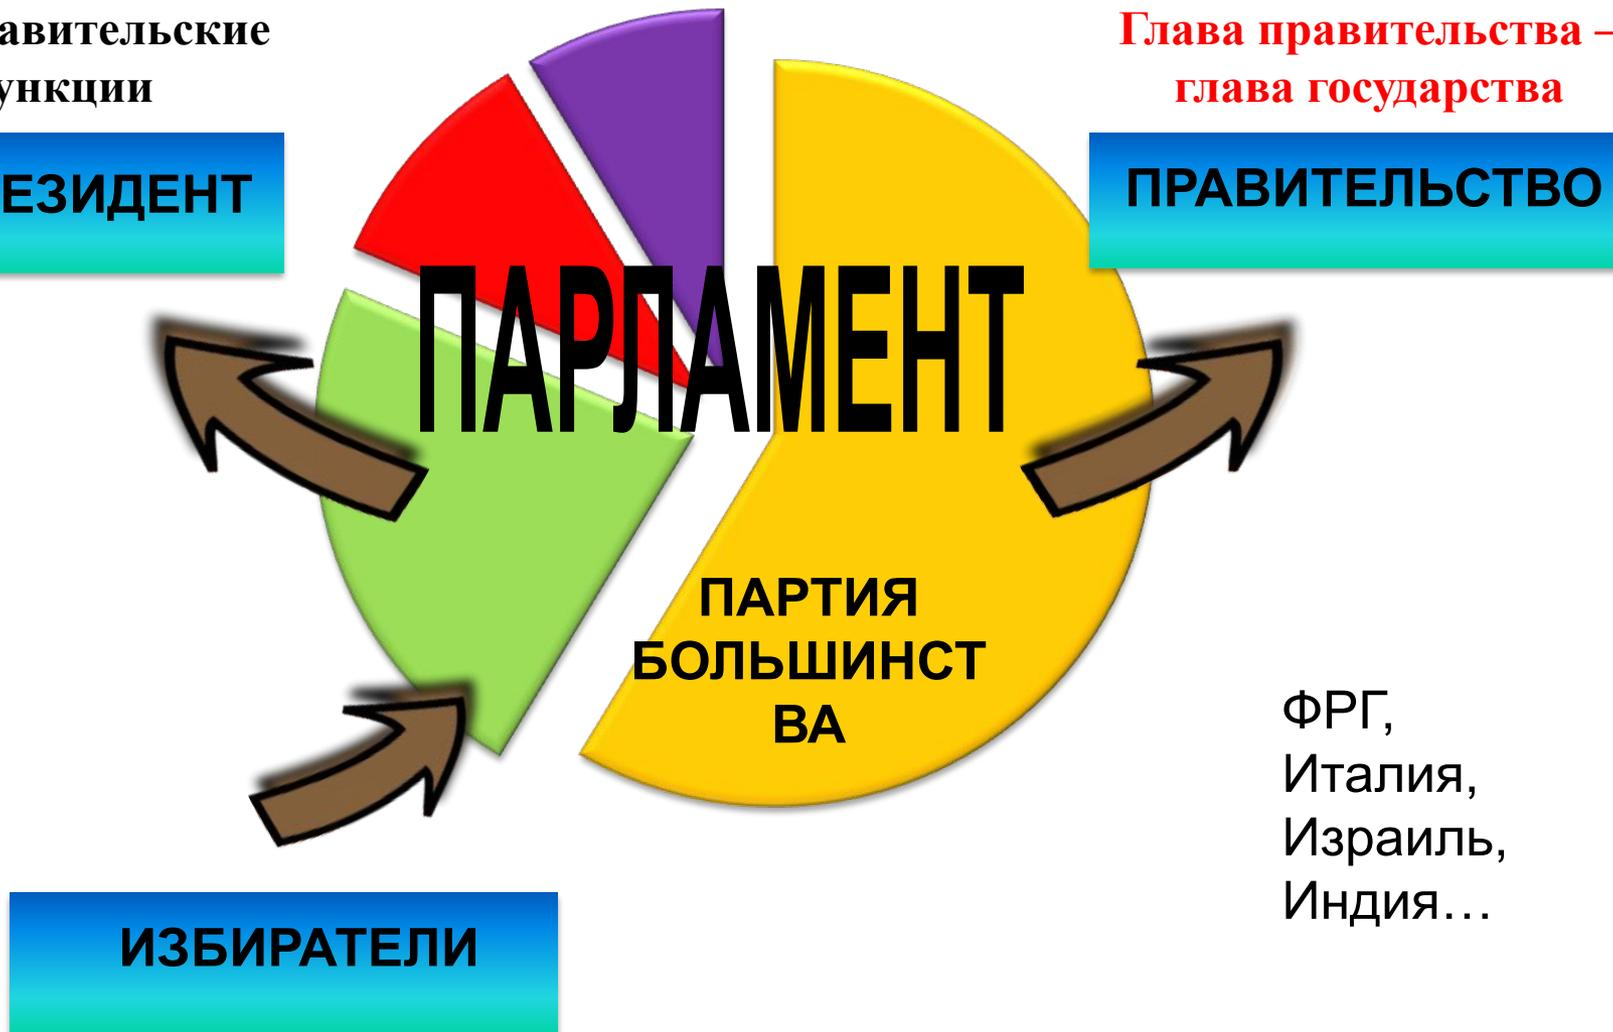 авительские
ункции
Глава правительства –
глава государства
ЕЗИДЕНТ
ПРАВИТЕЛЬСТВО
ПАРЛАМЕНТ
ПАРТИЯ
БОЛЬШИНСТ
ВА
ФРГ,
Италия,
Израиль,
Индия…
ИЗБИРАТЕЛИ